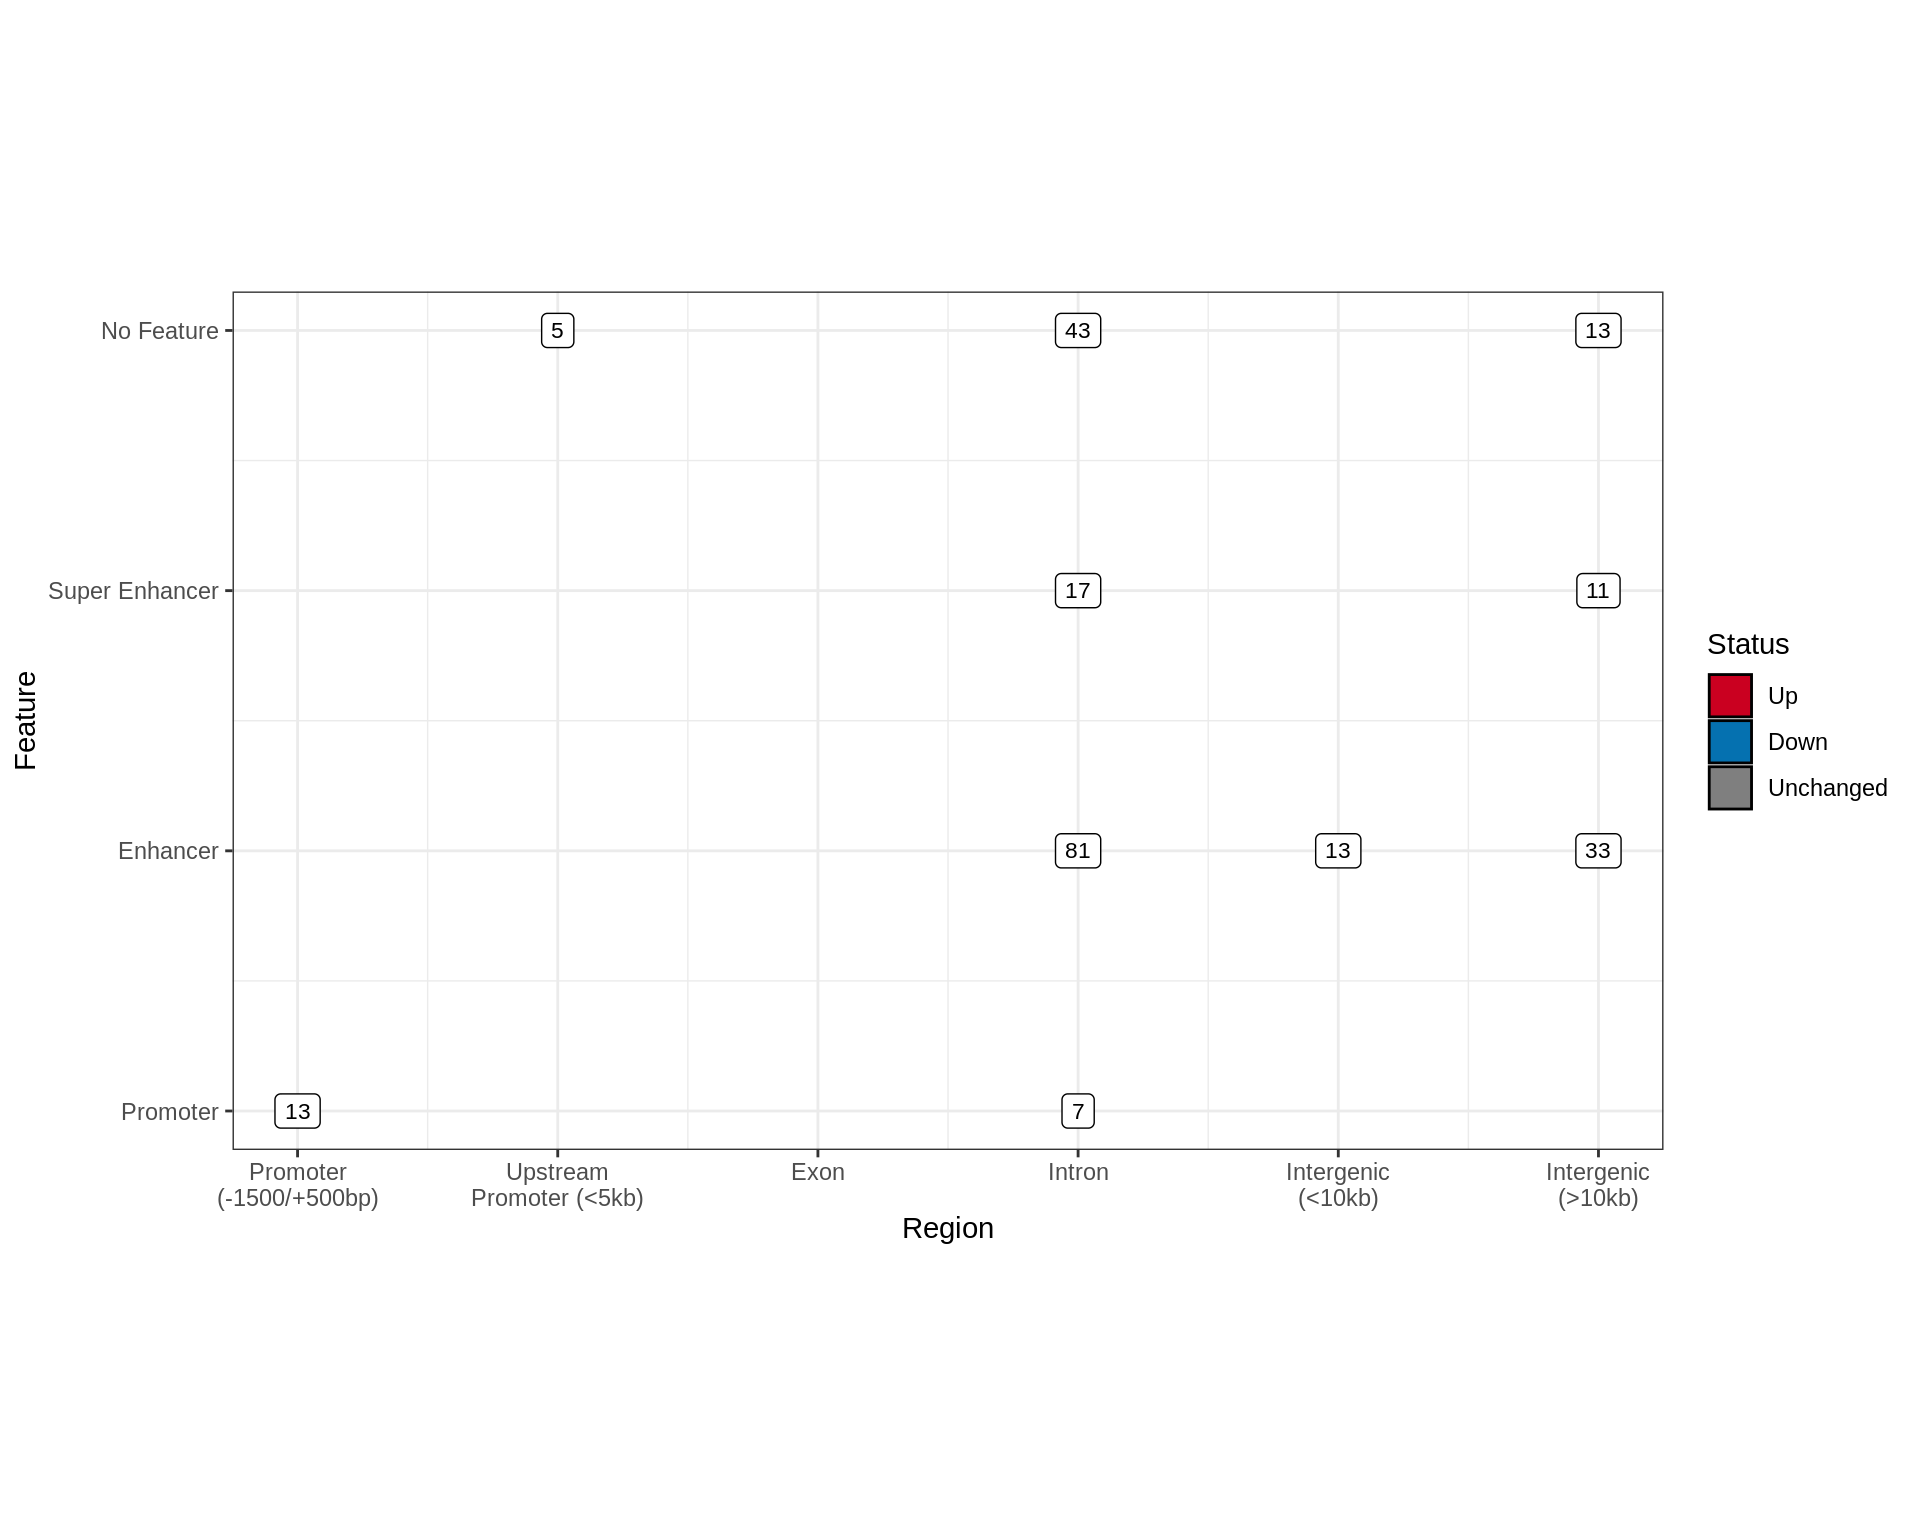 No Feature
5
43
13
Super Enhancer
17
11
Status
Up
Down
Unchanged
Feature
Enhancer
81
13
33
Promoter
13
7
Promoter
(-1500/+500bp)
Upstream
Promoter (<5kb)
Exon
Intron
Intergenic
(<10kb)
Intergenic
(>10kb)
Region